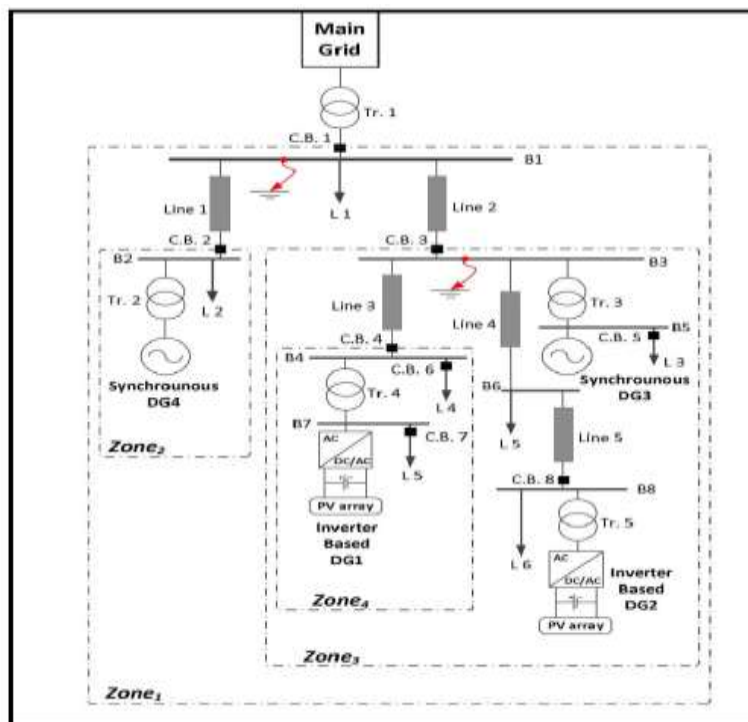 Main
Grid
Tr. 1
C.B. 1
B1
Line 1
L 1
Line 2
C.B. 2
C.B. 3
B2
B3
Tr. 2
L 2
Line 3
Line 4
Tr. 3
C.B. 4
C.B. 5
B5
Synchrounous
DG4
B4
C.B. 6
L 3
Synchrounous
DG3
B6
Tr. 4
L 4
B7
C.B. 7
L 5
Line 5
Zone2
AC
DC/AC
L 5
C.B. 8
B8
PV array
Inverter
Based
DG1
Tr. 5
L 6
AC
DC/AC
Inverter
Based
DG2
Zone4
PV array
Zone3
Zone1